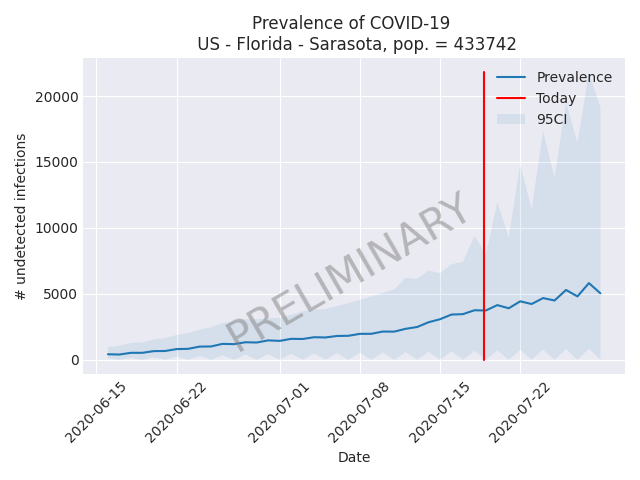 Prevalence of COVID-19
US - Florida - Sarasota, pop. = 433742
Prevalence
Today
95CI
20000
15000
10000
5000
0
# undetected infections
PRELIMINARY
2020-06-15
2020-06-22
2020-07-01
2020-07-08
2020-07-15
2020-07-22
Date